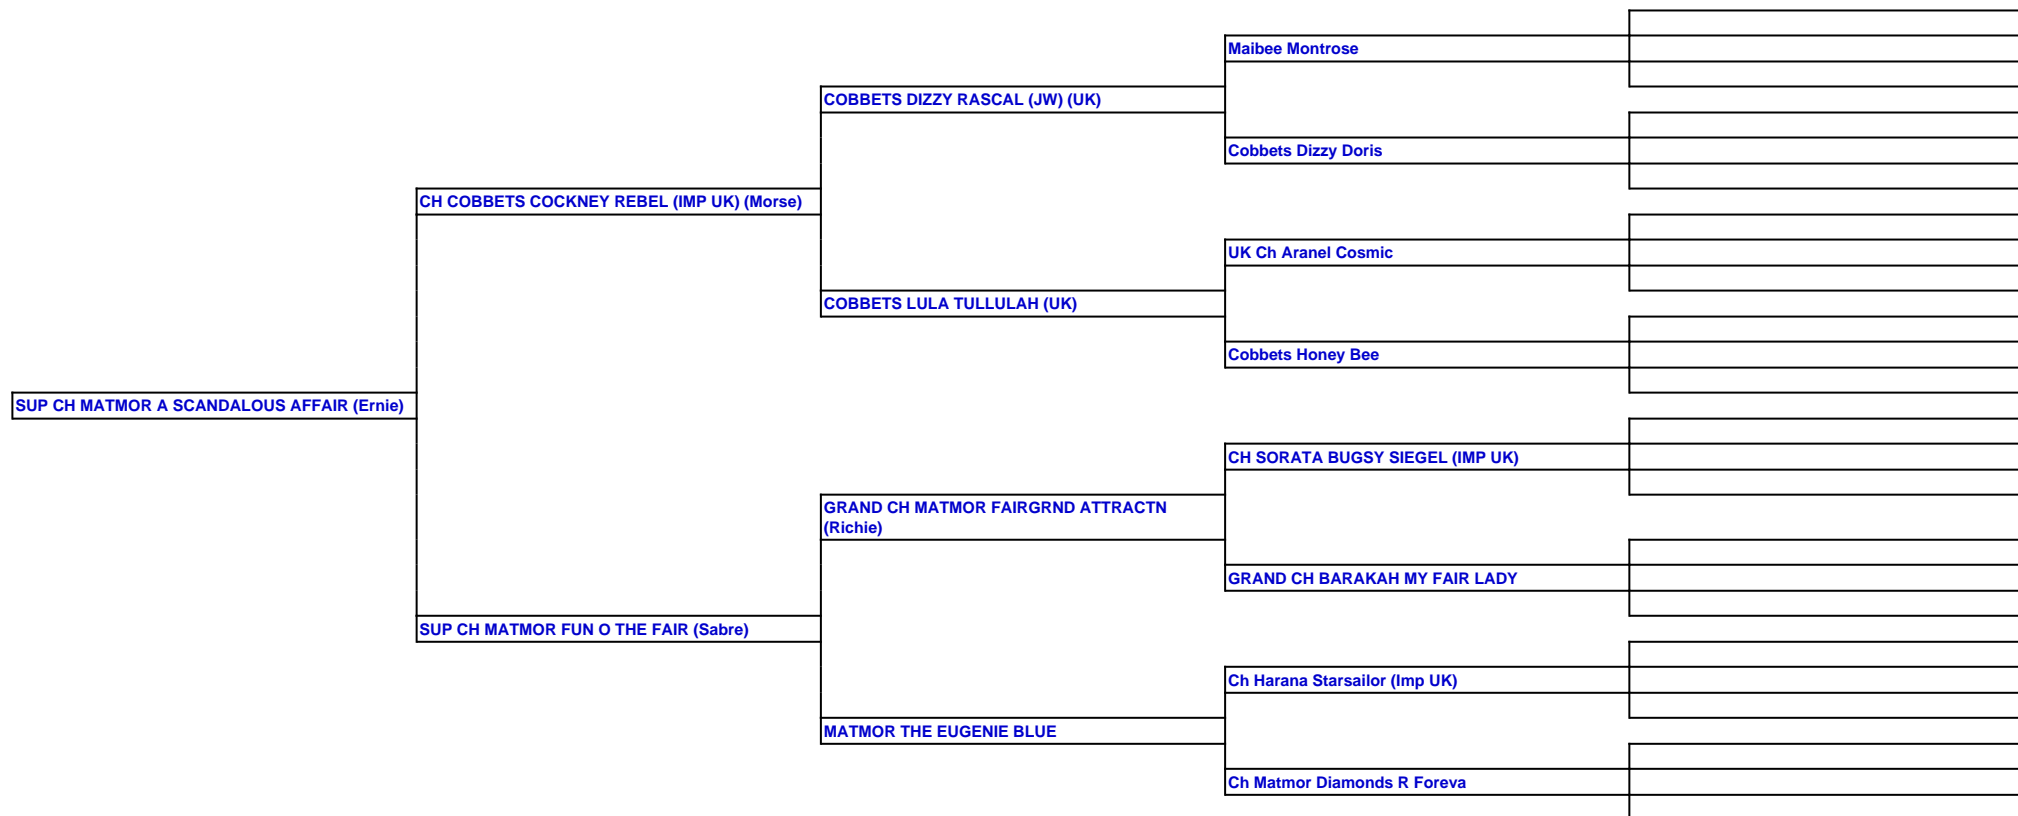 Maibee Montrose
COBBETS DIZZY RASCAL (JW) (UK)
Cobbets Dizzy Doris
CH COBBETS COCKNEY REBEL (IMP UK) (Morse)
UK Ch Aranel Cosmic
COBBETS LULA TULLULAH (UK)
Cobbets Honey Bee
SUP CH MATMOR A SCANDALOUS AFFAIR (Ernie)
CH SORATA BUGSY SIEGEL (IMP UK)
GRAND CH MATMOR FAIRGRND ATTRACTN
(Richie)
GRAND CH BARAKAH MY FAIR LADY
SUP CH MATMOR FUN O THE FAIR (Sabre)
Ch Harana Starsailor (Imp UK)
MATMOR THE EUGENIE BLUE
Ch Matmor Diamonds R Foreva